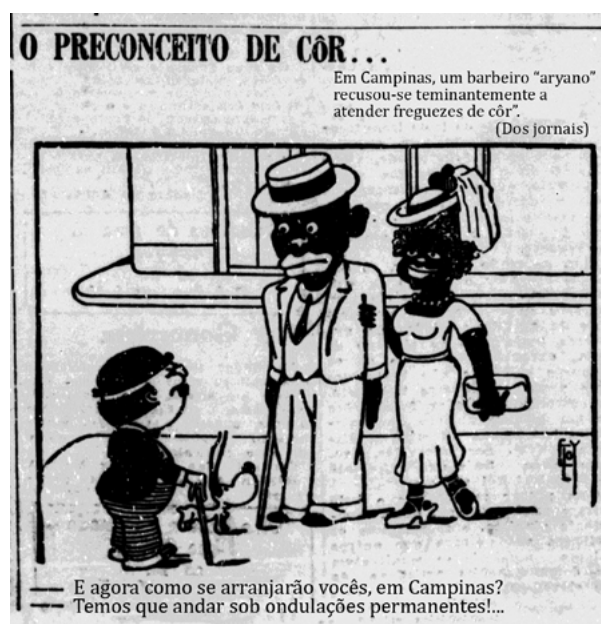 O PRECONCEITO DE CÔR...
Em Campinas, um barbeiro “aryano”
recusou-se teminantemente a
atender freguezes de côr”.
(Dos jornais)
— E agora como se arranjarão vocês, em Campinas?
— Temos que andar sob ondulações permanentes!...